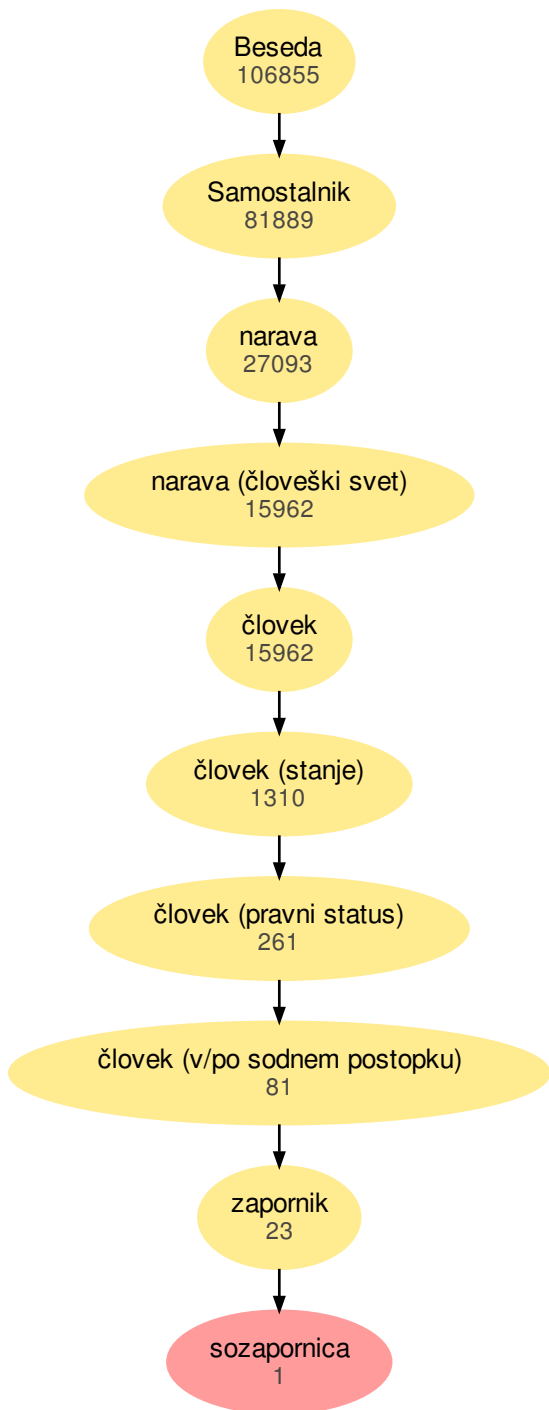 Beseda
106855
Samostalnik
81889
narava
27093
narava (človeški svet)
15962
človek
15962
človek (stanje)
1310
človek (pravni status)
261
človek (v/po sodnem postopku)
81
zapornik
23
sozapornica
1